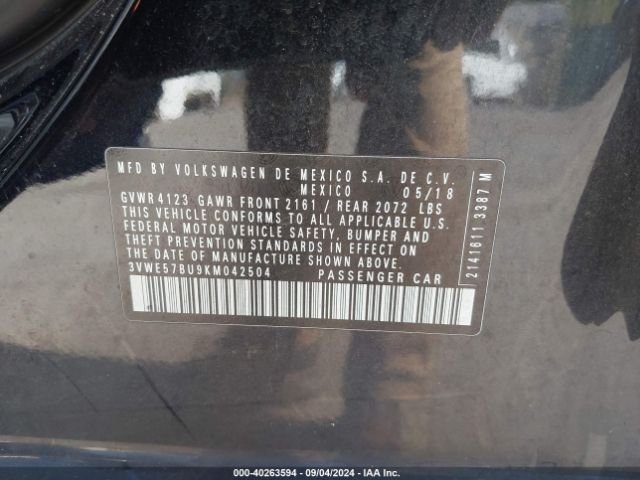 MFD BY VOLKSWAGEN DE MEXICO S.A. DE C.V.
MEXICO 05/18
GVWR 4123 GAWR FRONT 2161 / REAR 2072 LBS
THIS VEHICLE CONFORMS TO ALL APPLICABLE U.S.
FEDERAL MOTOR VEHICLE SAFETY, BUMPER AND
THEFT PREVENTION STANDARDS IN EFFECT ON
THE DATE OF MANUFACTURE SHOWN ABOVE.
3VWE57BU9KM042504 PASSENGER CAR
2141611 3387 M
000-40263594 - 09/04/2024 - IAA Inc.